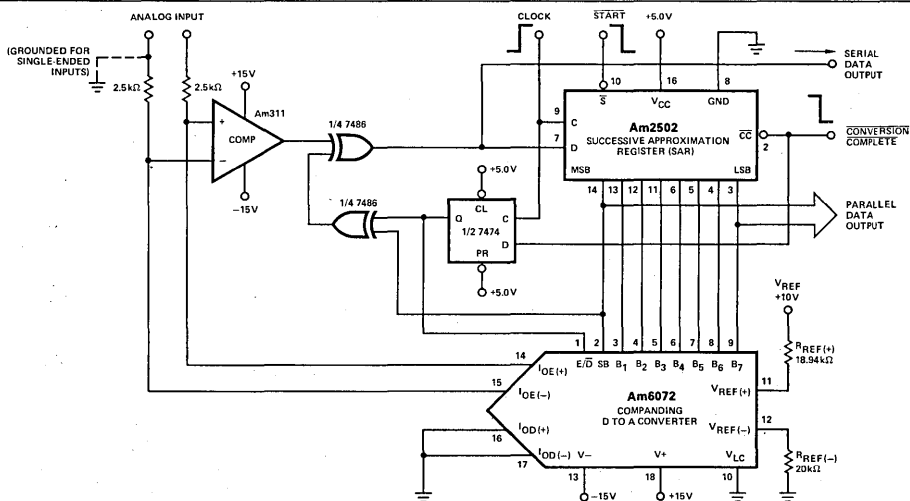 ANALOG INPUT
CLOCK
START
+5.0V
(GROUNDED FOR
SINGLE-ENDED
INPUTS)
SERIAL
DATA
OUTPUT
2.5kΩ
2.5kΩ
+15V
Am311
COMP
+
−
−15V
1/4 7486
10
16
8
S
VCC
GND
9
C
7
D
Am2502
SUCCESSIVE APPROXIMATION
REGISTER (SAR)
CC
2
CONVERSION
COMPLETE
MSB
LSB
14 13 12 11 6 5 4 3
PARALLEL
DATA
OUTPUT
1/4 7486
+5.0V
CL
Q
C
1/2 7474
D
PR
+5.0V
VREF
+10V
RREF(+)
18.94kΩ
1 2 3 4 5 6 7 8 9
E/D SB B1 B2 B3 B4 B5 B6 B7
14
IOE(+)
15
IOE(−)
16
IOD(+)
17
IOD(−)
Am6072
COMPANDING
D TO A CONVERTER
VREF(+)
11
VREF(−)
12
RREF(−)
20kΩ
V−
V+
VLC
13
18
10
−15V
+15V